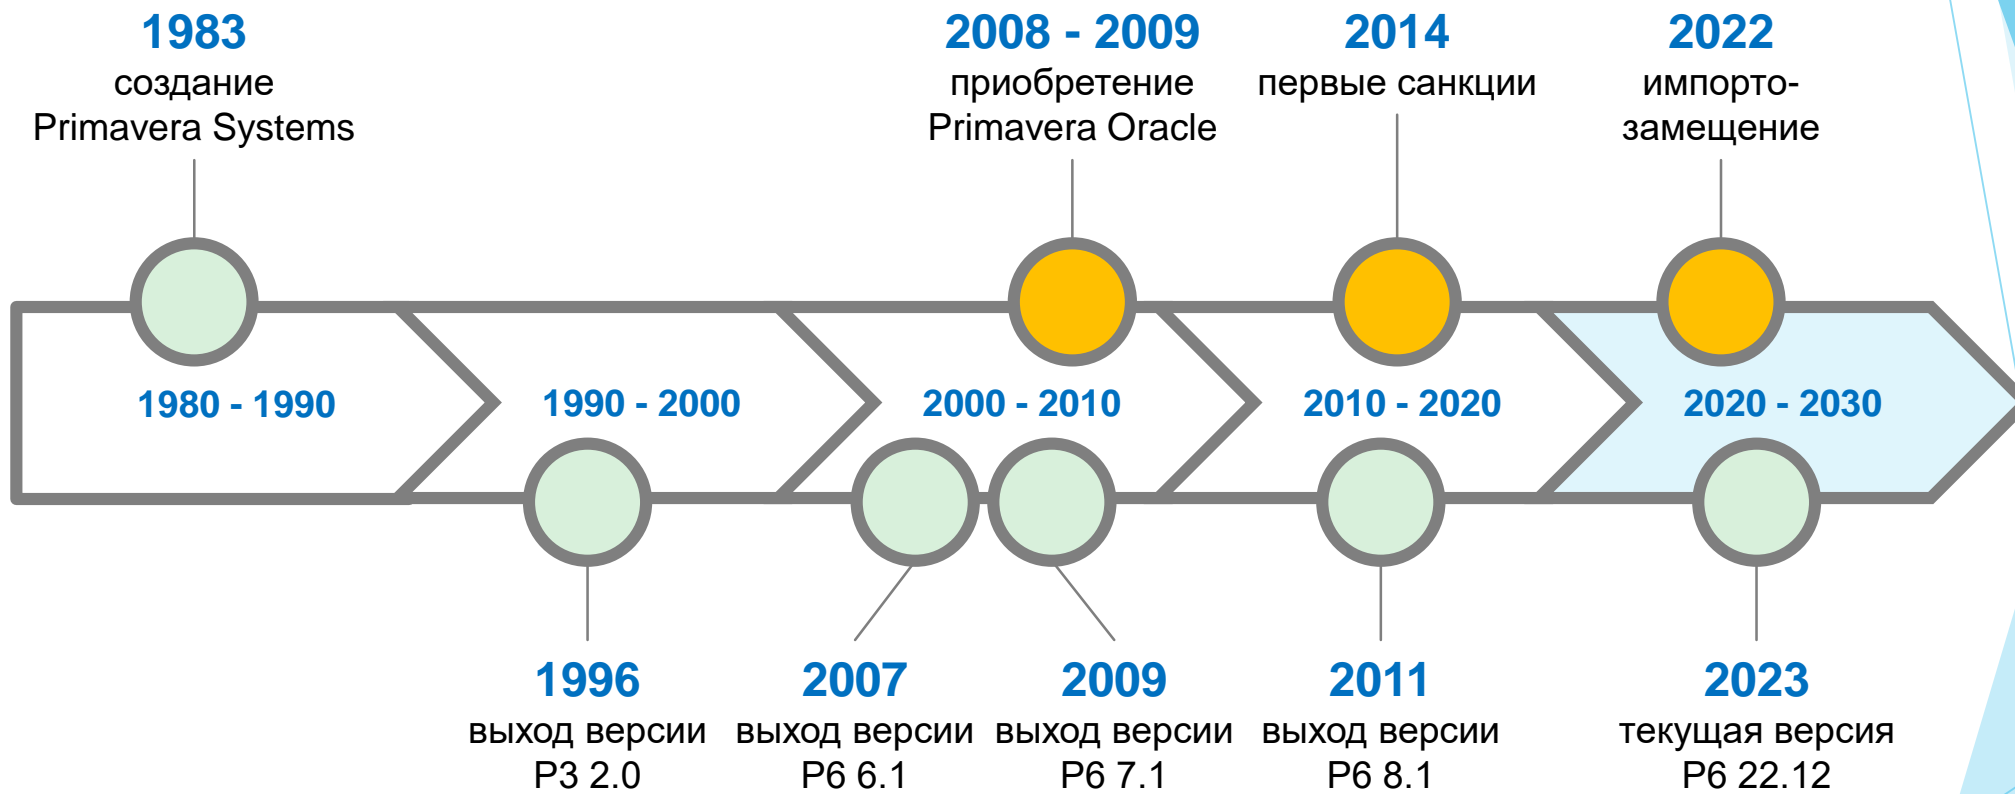 1983
создание
Primavera Systems
2008 - 2009
приобретение
Primavera Oracle
2014
первые санкции
2022
импорто-
замещение
1980 - 1990
1990 - 2000
2000 - 2010
2010 - 2020
2020 - 2030
1996
выход версии
P3 2.0
2007
выход версии
P6 6.1
2009
выход версии
P6 7.1
2011
выход версии
P6 8.1
2023
текущая версия
P6 22.12